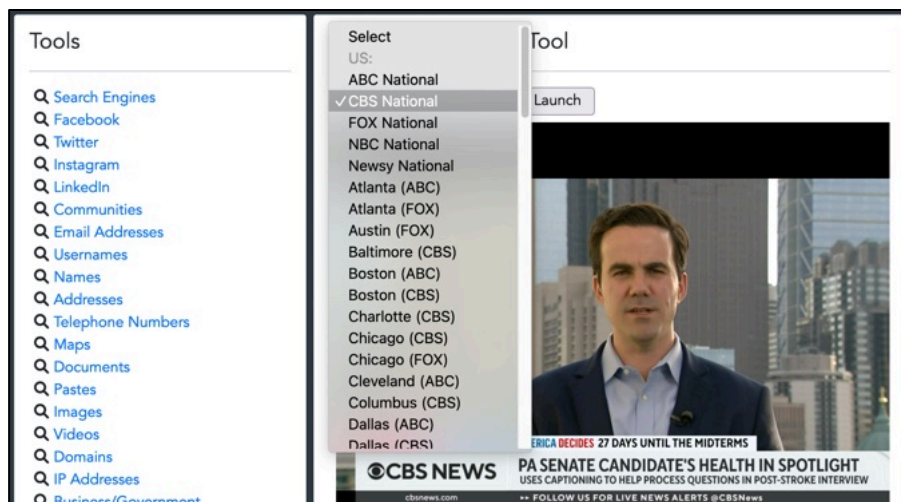 Tools
Search Engines
Facebook
Twitter
Instagram
LinkedIn
Communities
Email Addresses
Usernames
Names
Addresses
Telephone Numbers
Maps
Documents
Pastes
Images
Videos
Domains
IP Addresses
Business/Government
Select
US:
ABC National
✓CBS National
FOX National
NBC National
Newsy National
Atlanta (ABC)
Atlanta (FOX)
Austin (FOX)
Baltimore (CBS)
Boston (ABC)
Boston (CBS)
Charlotte (CBS)
Chicago (CBS)
Chicago (FOX)
Cleveland (ABC)
Columbus (CBS)
Dallas (ABC)
Dallas (CBS)
Tool
Launch
ERICA DECIDES 27 DAYS UNTIL THE MIDTERMS
CBS NEWS
PA SENATE CANDIDATE'S HEALTH IN SPOTLIGHT
USES CAPTIONING TO HELP PROCESS QUESTIONS IN POST-STROKE INTERVIEW
cbsnews.com
FOLLOW US FOR LIVE NEWS ALERTS @CBSNews